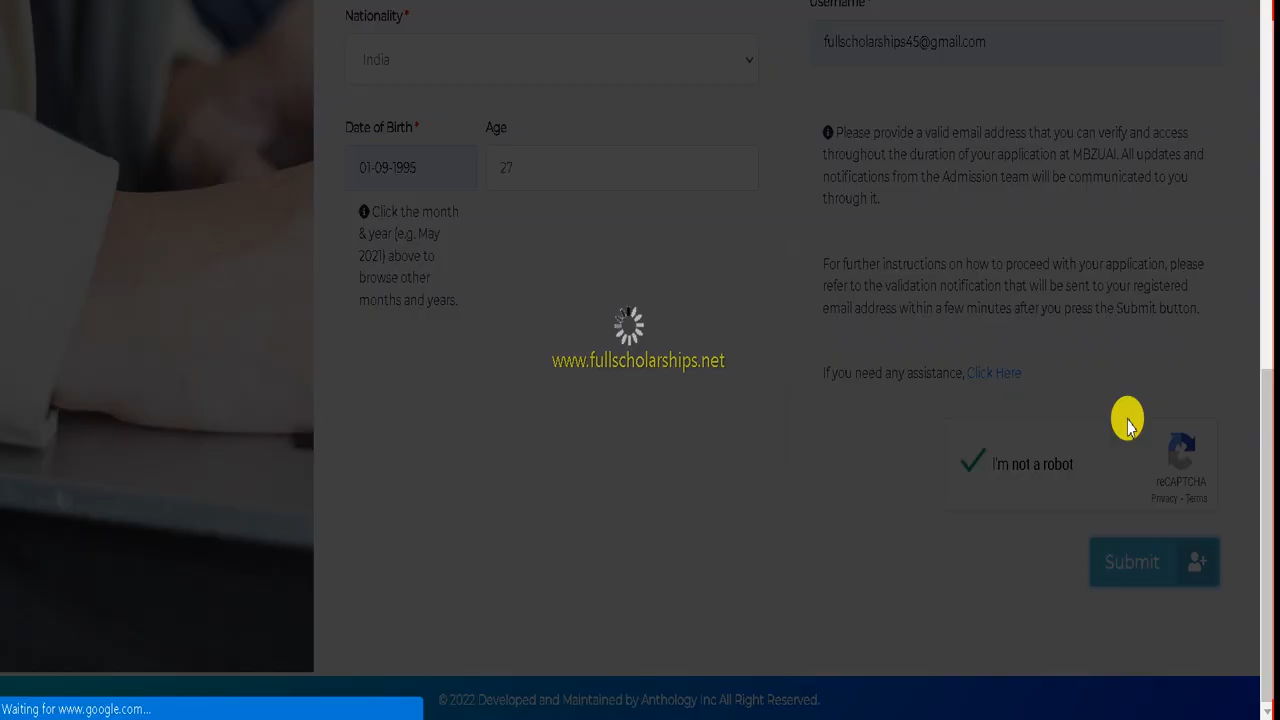 Nationality *
Username *
fullscholarships45@gmail.com
India
Date of Birth * Age
01-09-1995 27
Click the month
& year (e.g. May
2021) above to
browse other
months and years.
Please provide a valid email address that you can verify and access
throughout the duration of your application at MBZUAI. All updates and
notifications from the Admission team will be communicated to you
through it.
For further instructions on how to proceed with your application, please
refer to the validation notification that will be sent to your registered
email address within a few minutes after you press the Submit button.
www.fullscholarships.net
If you need any assistance, Click Here
I'm not a robot
reCAPTCHA
Privacy - Terms
Submit
© 2022 Developed and Maintained by Anthology Inc All Right Reserved.
Waiting for www.google.com...